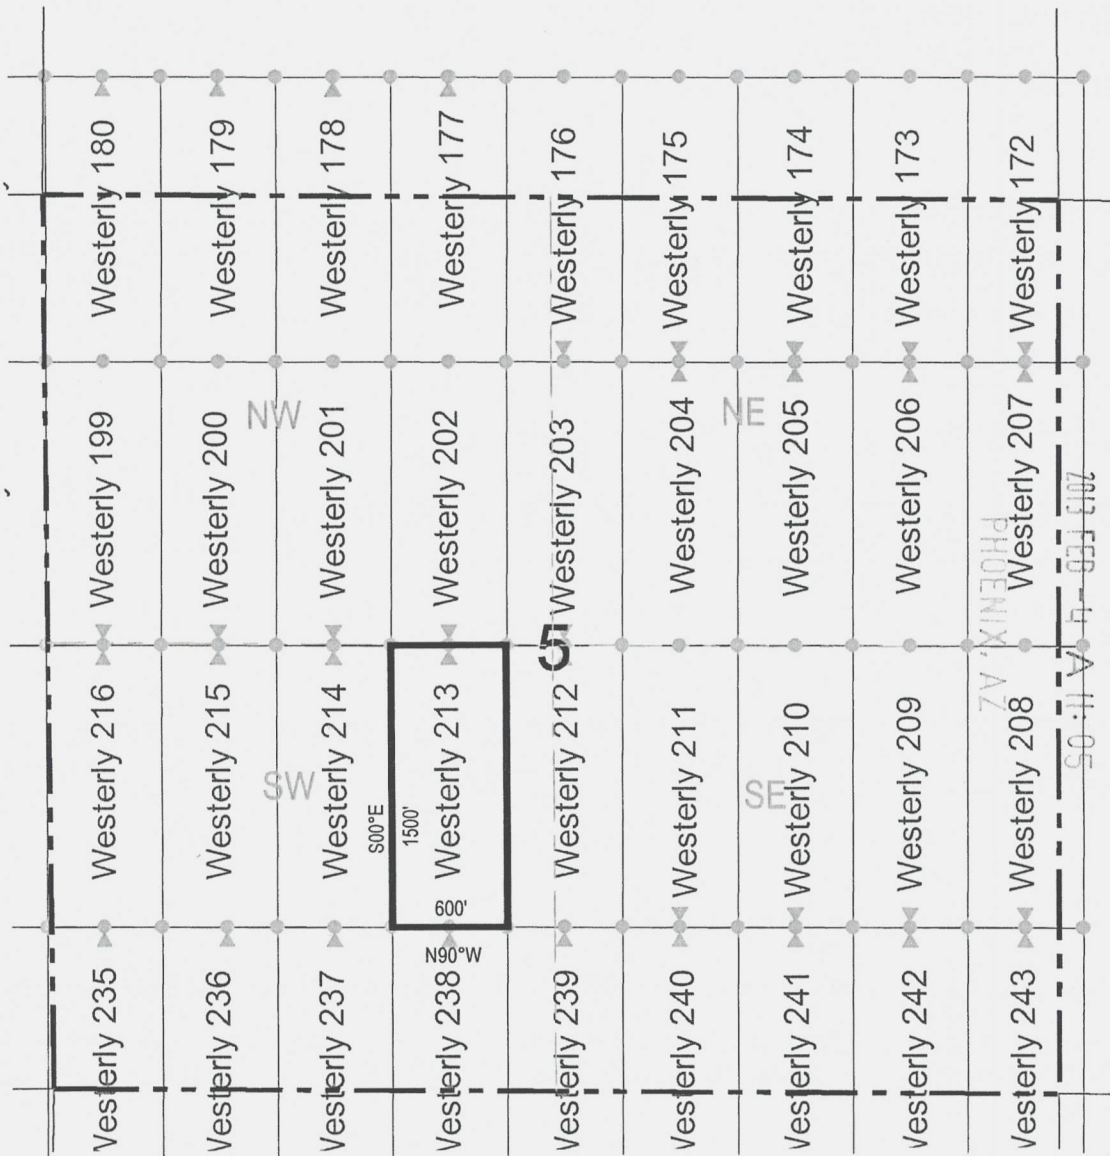 Westerly 180
Westerly 179
Westerly 178
Westerly 177
Westerly 176
Westerly 175
Westerly 174
Westerly 173
Westerly 172
Westerly 199
Westerly 200
NW
Westerly 201
Westerly 202
Westerly 203
Westerly 204
NE
Westerly 205
Westerly 206
Westerly 207
5
Westerly 216
Westerly 215
SW
Westerly 214
S00°E
1500'
Westerly 213
600'
N90°W
Westerly 212
Westerly 211
SE
Westerly 210
Westerly 209
Westerly 208
2013 FEB -4 A 11:05
PHOENIX, AZ
Westerly 235
Westerly 236
Westerly 237
Westerly 238
Westerly 239
Westerly 240
Westerly 241
Westerly 242
Westerly 243